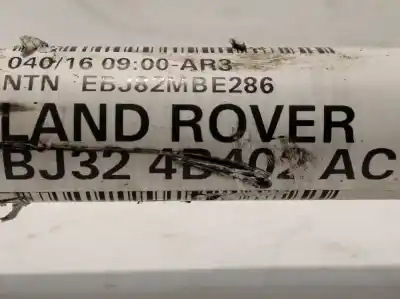 040/16 09:00-AR3
NTN EBJ82MBE286
LAND ROVER
BJ32 4B402 AC